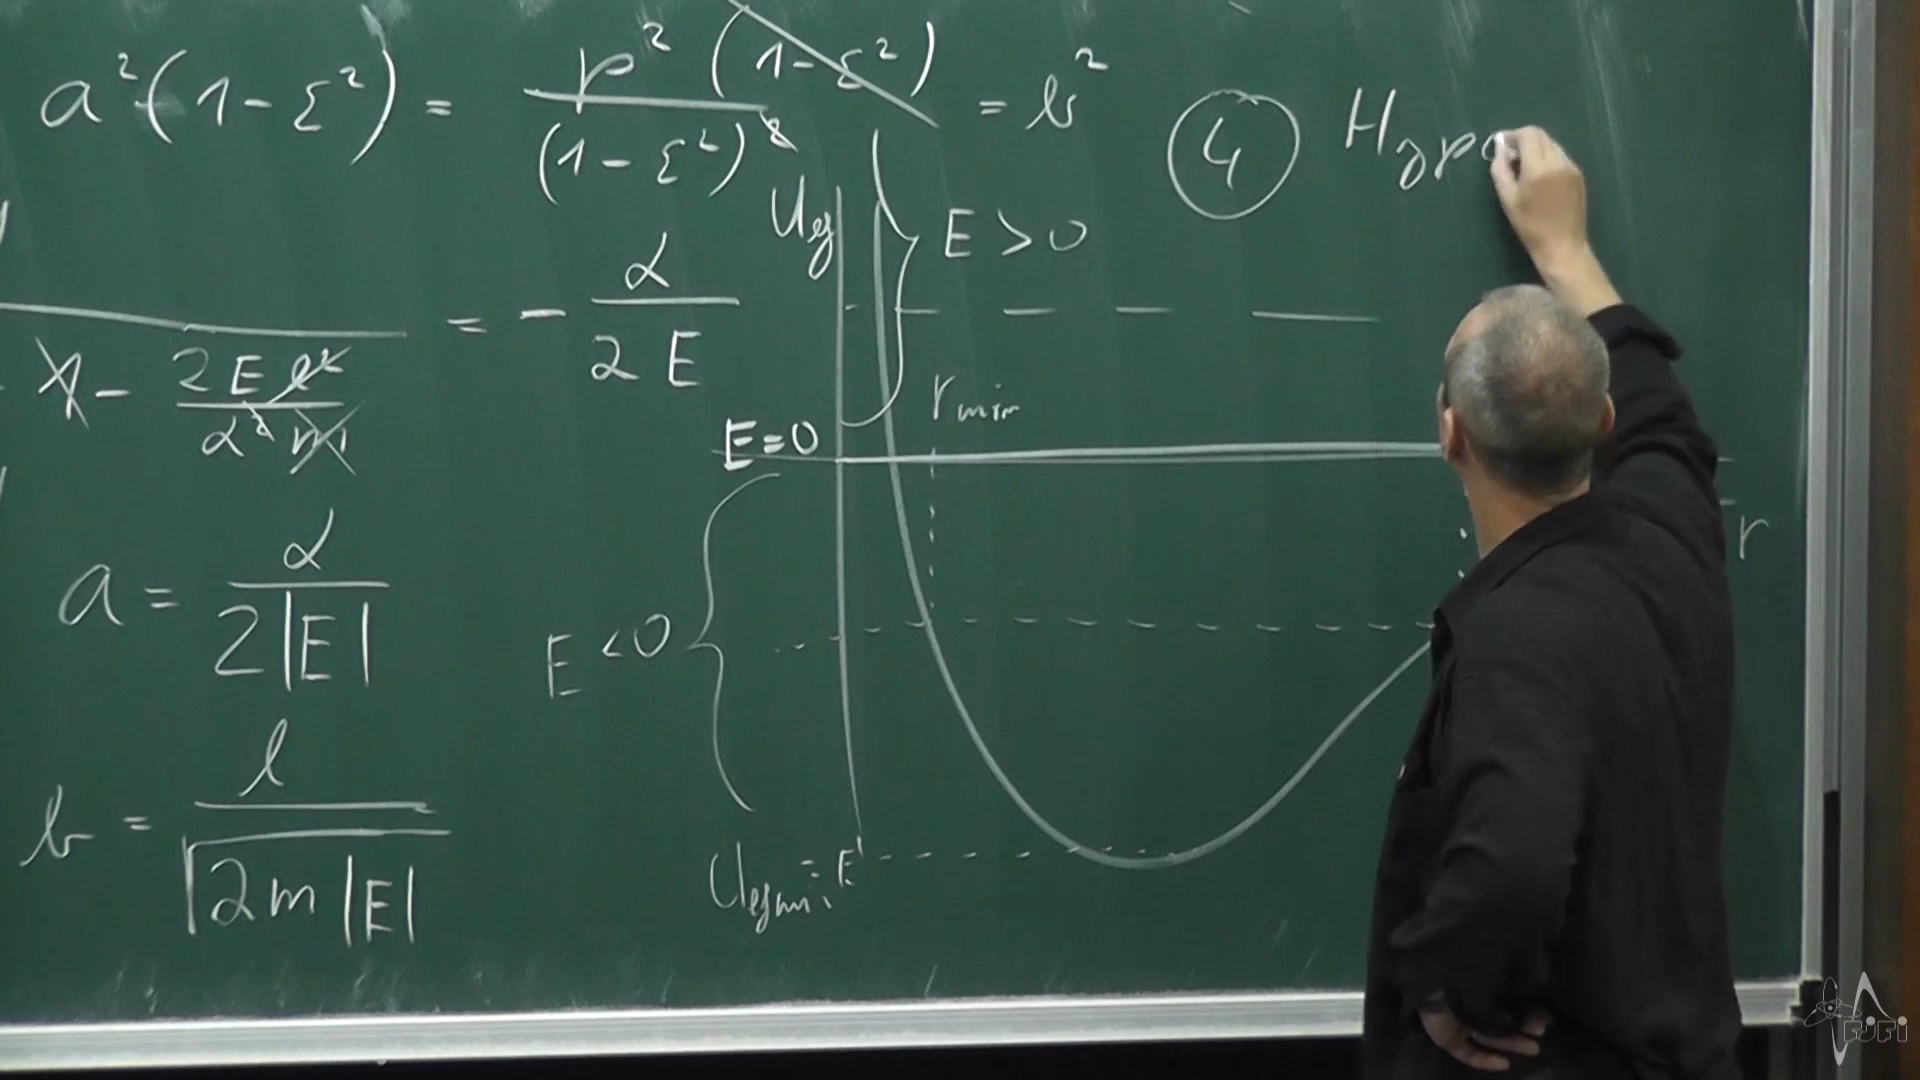 a²(1-ε²) = p²(1-ε²) / (1-ε²)² = b²
④ Hypo
U_ef
E > 0
= - α / 2E
1 - 2El² / α²m
r_min
E=0
r
a = α / 2|E|
E < 0
b = l / √2m|E|
U_efmin = E
FJFI